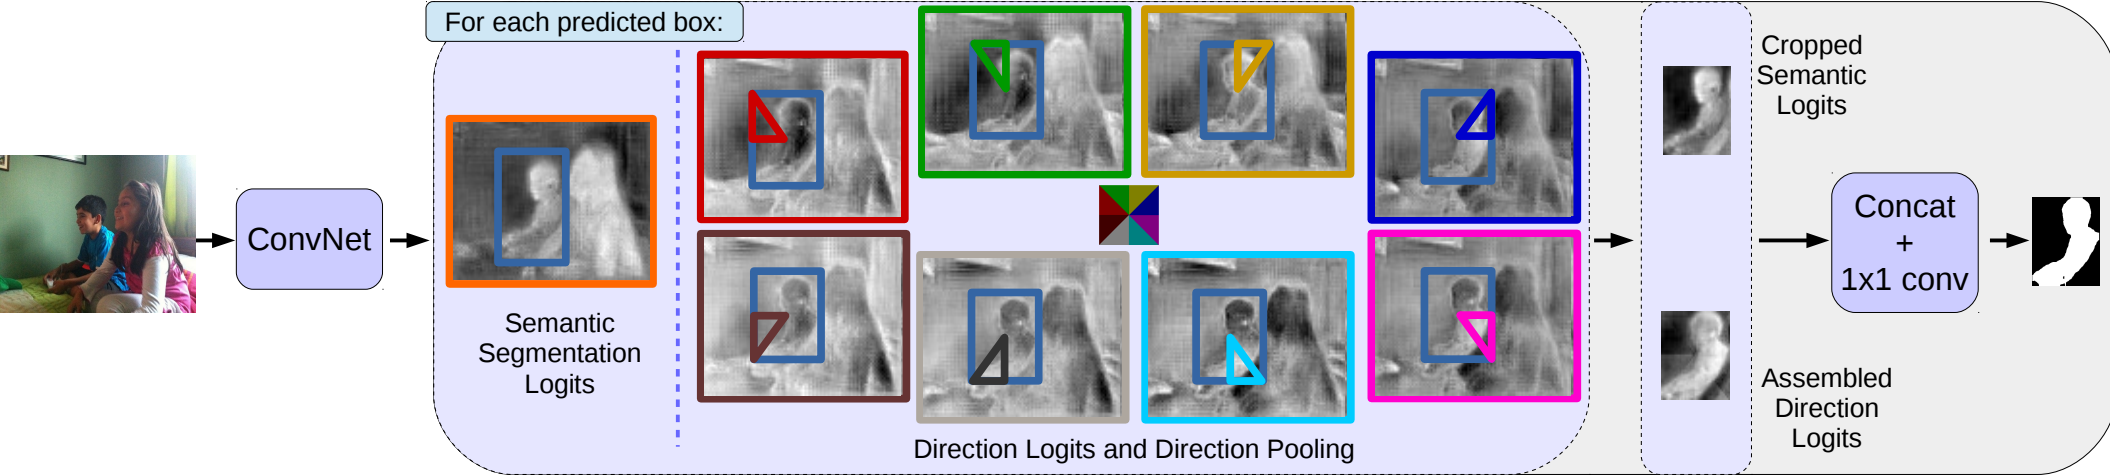 For each predicted box:
ConvNet
Semantic
Segmentation
Logits
Direction Logits and Direction Pooling
Cropped
Semantic
Logits
Assembled
Direction
Logits
Concat
+
1x1 conv